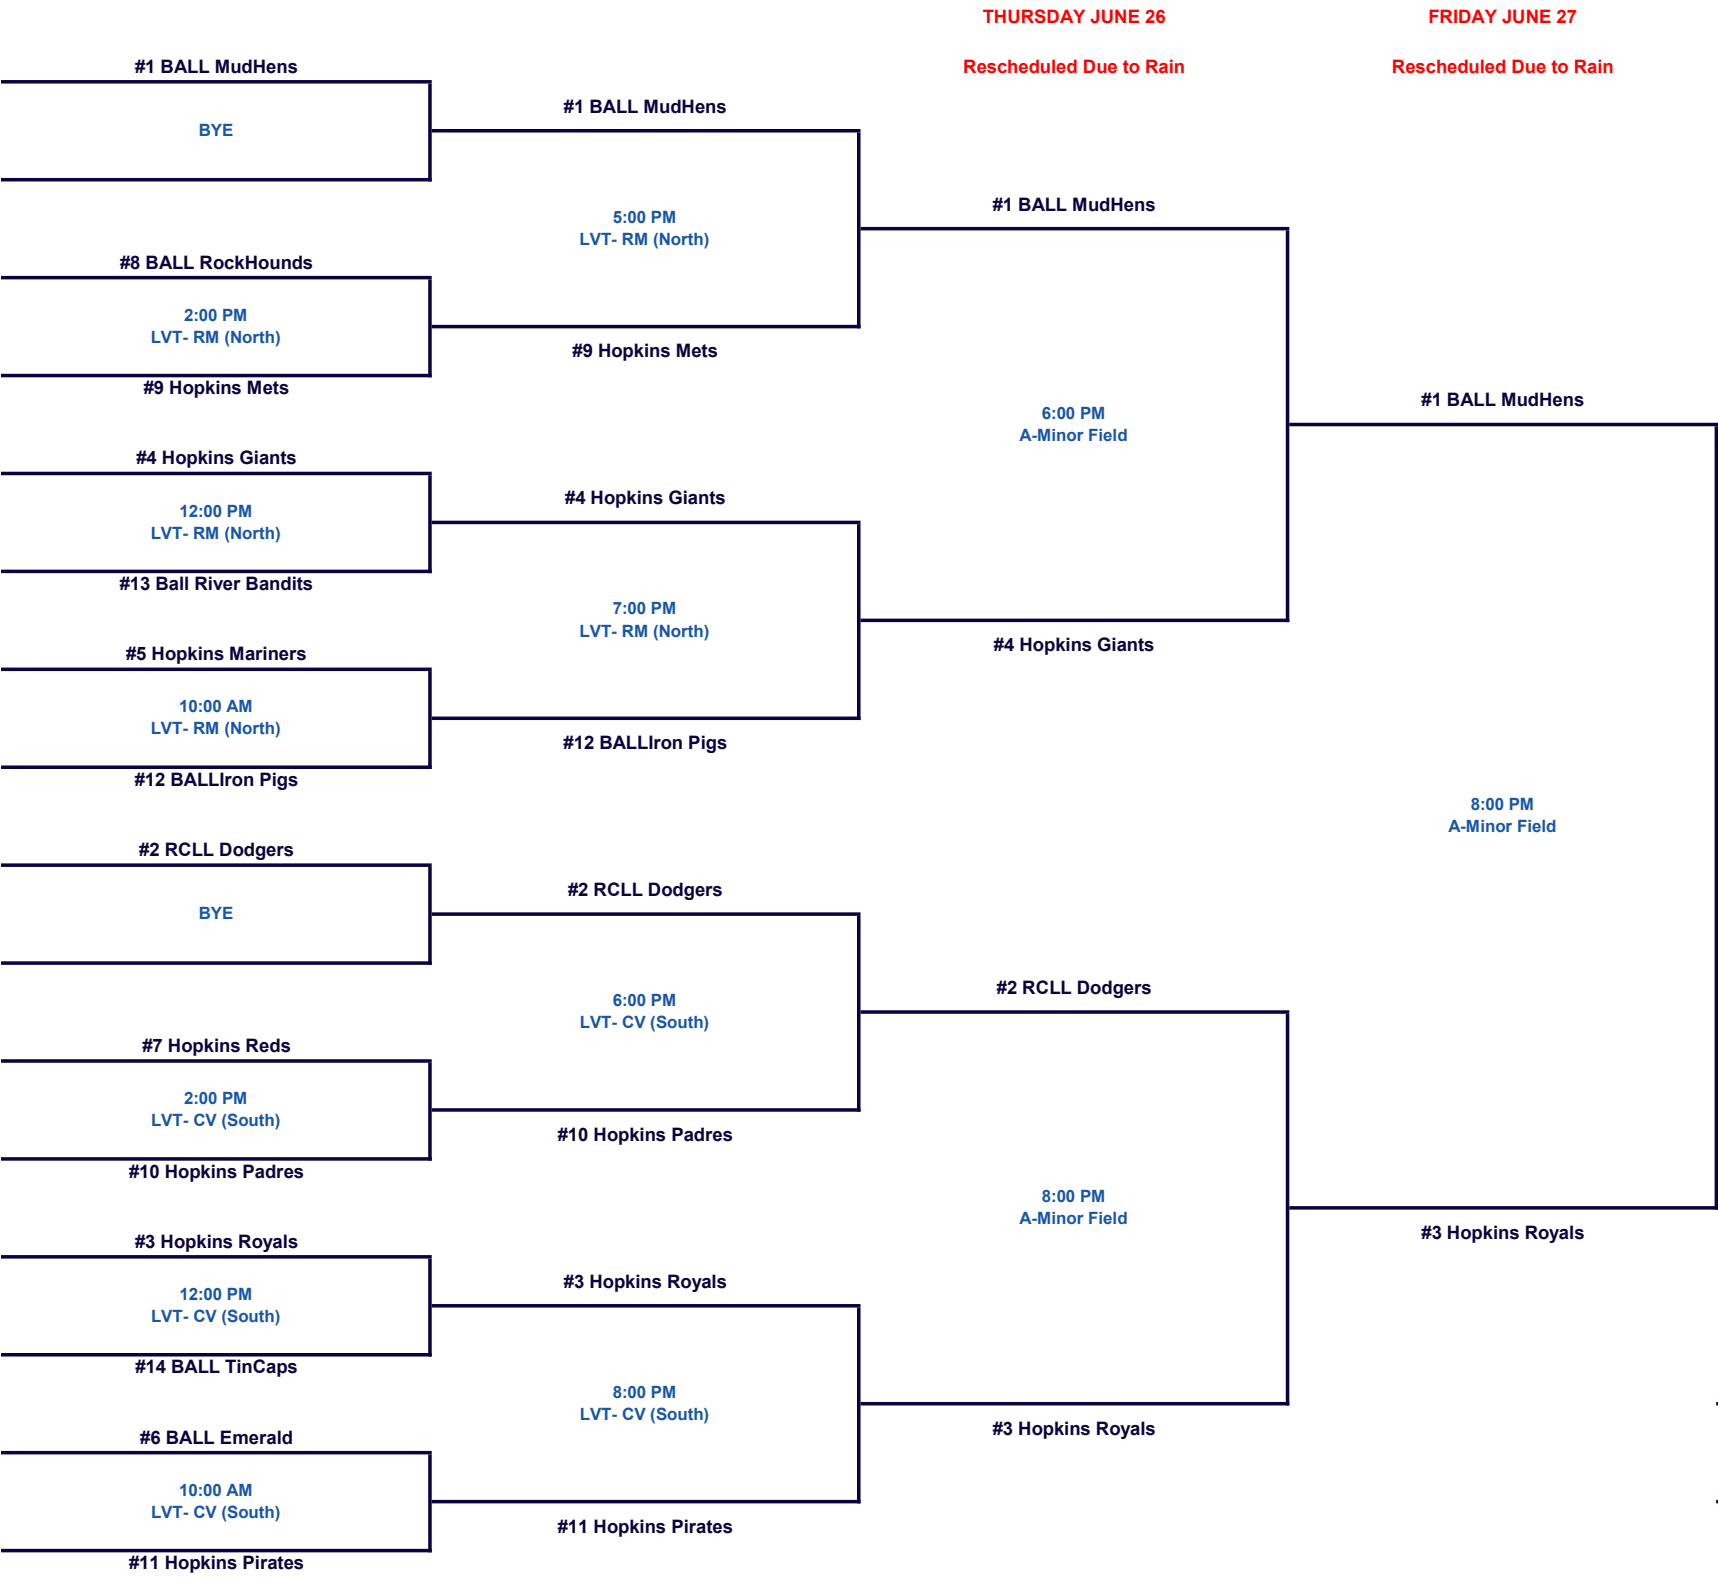 THURSDAY JUNE 26
FRIDAY JUNE 27
Rescheduled Due to Rain
Rescheduled Due to Rain
#1 BALL MudHens
BYE
#8 BALL RockHounds
2:00 PM
LVT- RM (North)
#9 Hopkins Mets
#4 Hopkins Giants
12:00 PM
LVT- RM (North)
#13 Ball River Bandits
#5 Hopkins Mariners
10:00 AM
LVT- RM (North)
#12 BALLIron Pigs
#2 RCLL Dodgers
BYE
#7 Hopkins Reds
2:00 PM
LVT- CV (South)
#10 Hopkins Padres
#3 Hopkins Royals
12:00 PM
LVT- CV (South)
#14 BALL TinCaps
#6 BALL Emerald
10:00 AM
LVT- CV (South)
#11 Hopkins Pirates
#1 BALL MudHens
5:00 PM
LVT- RM (North)
#9 Hopkins Mets
#4 Hopkins Giants
7:00 PM
LVT- RM (North)
#12 BALLIron Pigs
#2 RCLL Dodgers
6:00 PM
LVT- CV (South)
#10 Hopkins Padres
#3 Hopkins Royals
8:00 PM
LVT- CV (South)
#11 Hopkins Pirates
#1 BALL MudHens
6:00 PM
A-Minor Field
#4 Hopkins Giants
#2 RCLL Dodgers
8:00 PM
A-Minor Field
#3 Hopkins Royals
#1 BALL MudHens
8:00 PM
A-Minor Field
#3 Hopkins Royals